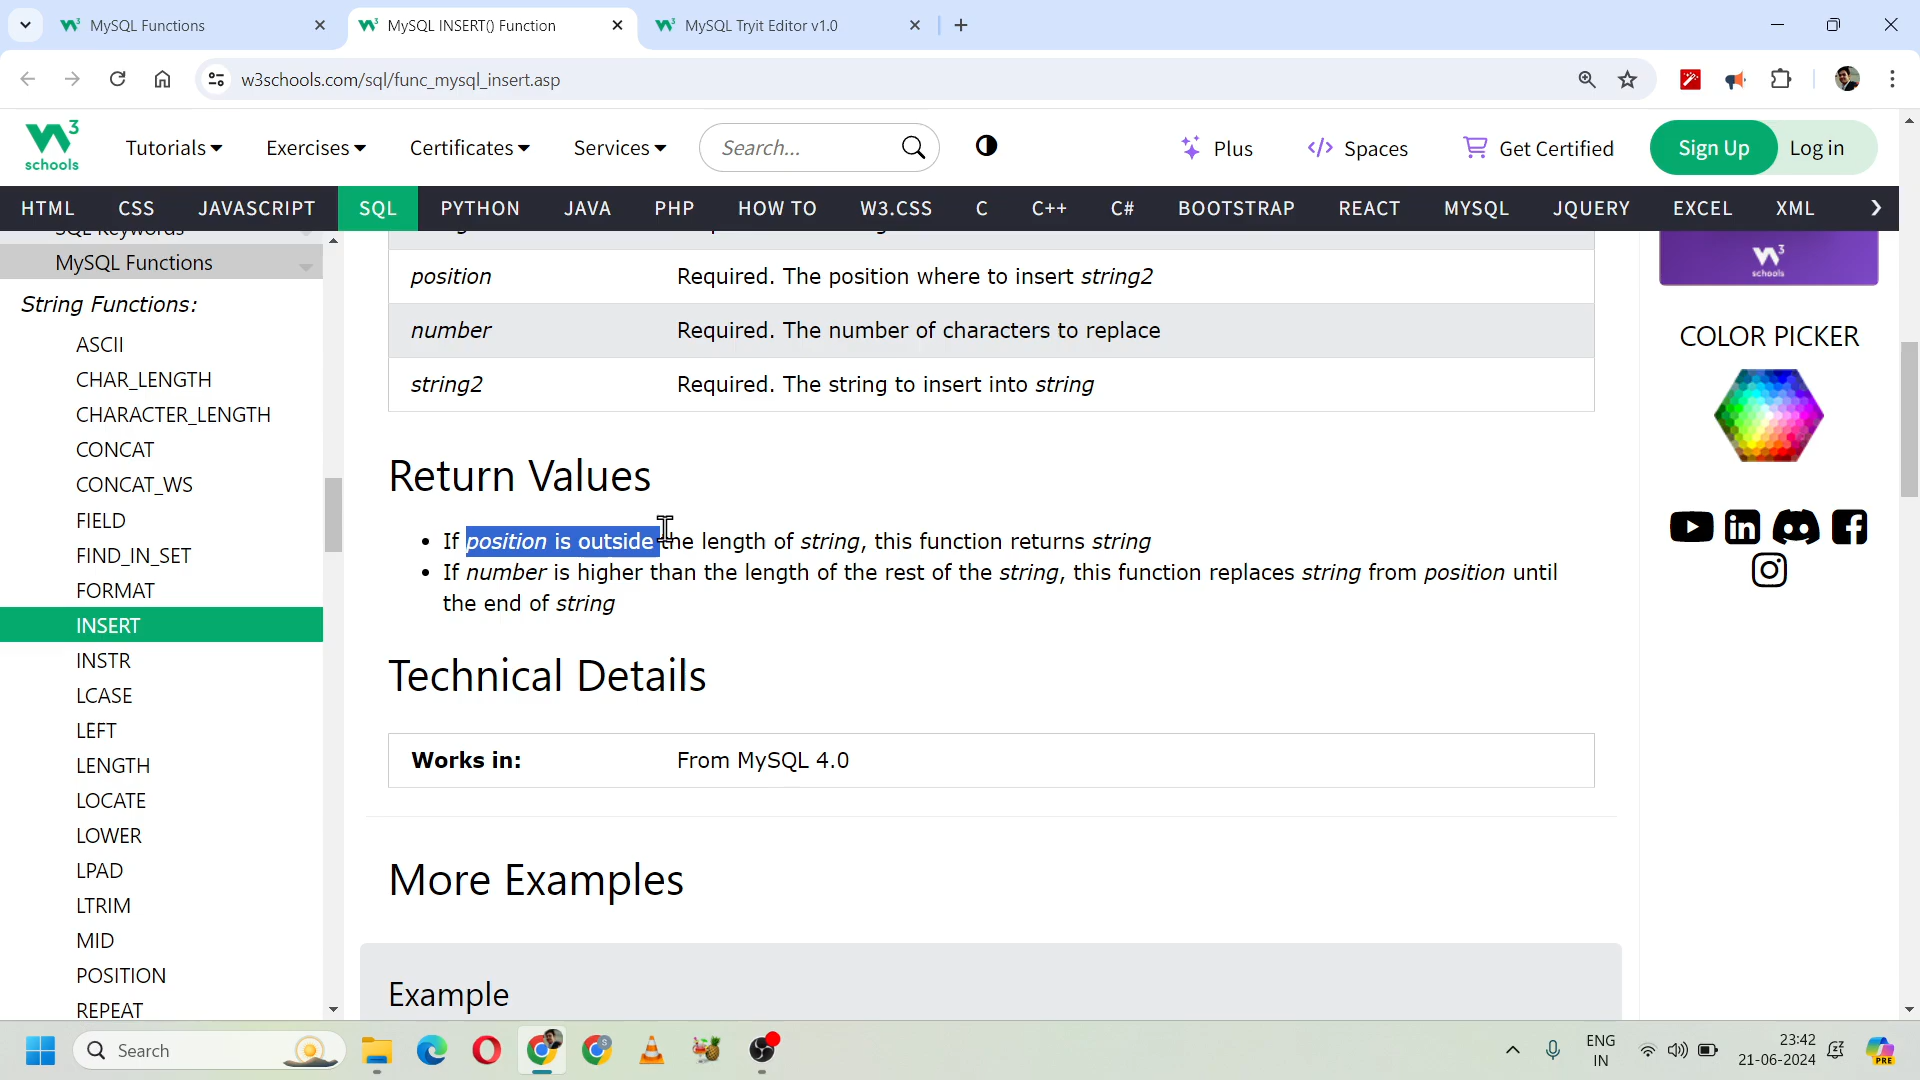 MySQL Functions
MySQL INSERT() Function
MySQL Tryit Editor v1.0
w3schools.com/sql/func_mysql_insert.asp
3
schools
Tutorials
Exercises
Certificates
Services
Search...
Plus
Spaces
Get Certified
Sign Up
Log in
HTML CSS JAVASCRIPT SQL PYTHON JAVA PHP HOW TO W3.CSS C C++ C# BOOTSTRAP REACT MYSQL JQUERY EXCEL XML
SQL Keywords
MySQL Functions
String Functions:
ASCII
CHAR_LENGTH
CHARACTER_LENGTH
CONCAT
CONCAT_WS
FIELD
FIND_IN_SET
FORMAT
INSERT
INSTR
LCASE
LEFT
LENGTH
LOCATE
LOWER
LPAD
LTRIM
MID
POSITION
REPEAT
position Required. The position where to insert string2
number Required. The number of characters to replace
string2 Required. The string to insert into string
Return Values
• If position is outside the length of string, this function returns string
• If number is higher than the length of the rest of the string, this function replaces string from position until
the end of string
Technical Details
Works in: From MySQL 4.0
More Examples
Example
3
schools
COLOR PICKER
Search
ENG
IN
23:42
21-06-2024
PRE